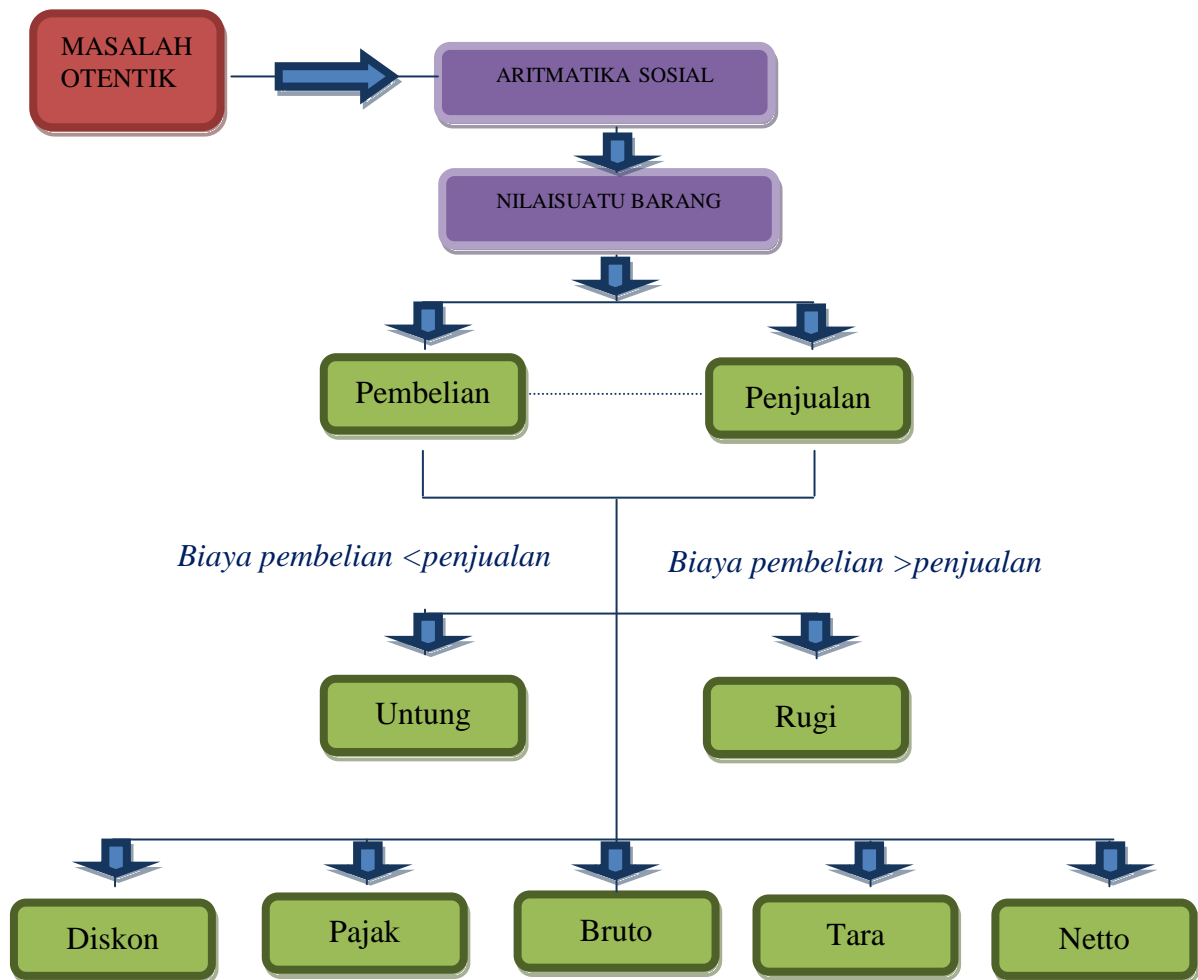 MASALAH
OTENTIK
ARITMATIKA SOSIAL
NILAISUATU BARANG
Pembelian
Penjualan
Biaya pembelian <penjualan
Biaya pembelian >penjualan
Untung
Rugi
Diskon
Pajak
Bruto
Tara
Netto